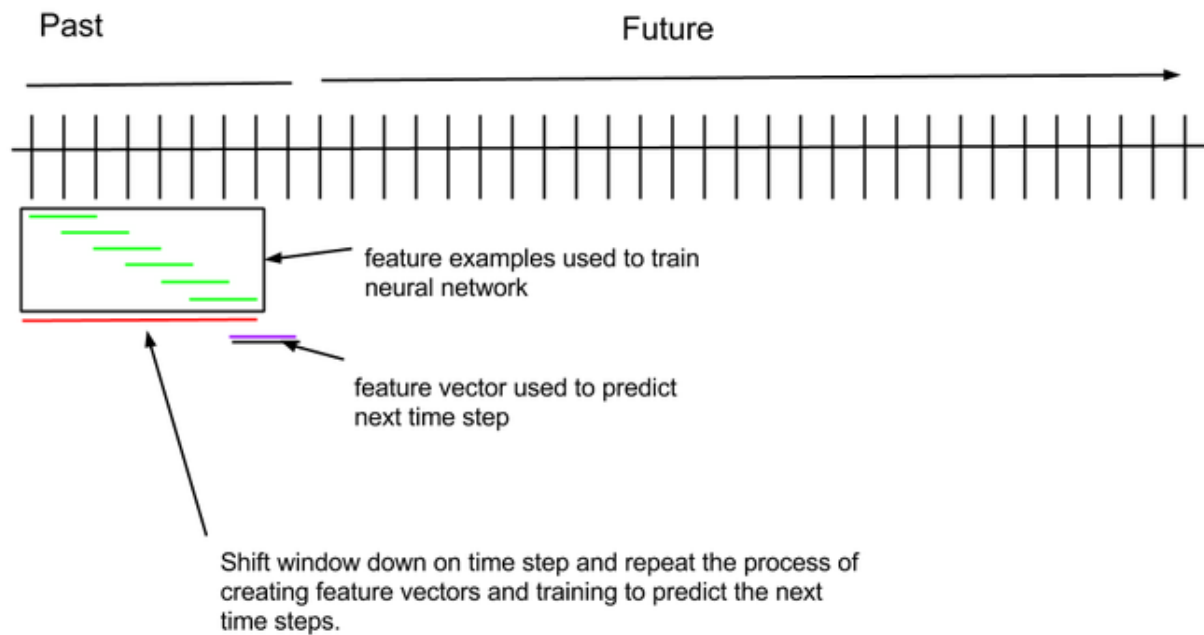 Past
Future
feature examples used to train
neural network
feature vector used to predict
next time step
Shift window down on time step and repeat the process of
creating feature vectors and training to predict the next
time steps.